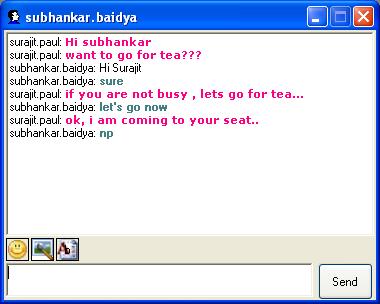 subhankar.baidya
surajit.paul: Hi subhankar
surajit.paul: want to go for tea???
subhankar.baidya: Hi Surajit
subhankar.baidya: sure
surajit.paul: if you are not busy , lets go for tea...
subhankar.baidya: let's go now
surajit.paul: ok, i am coming to your seat..
subhankar.baidya: np
Send